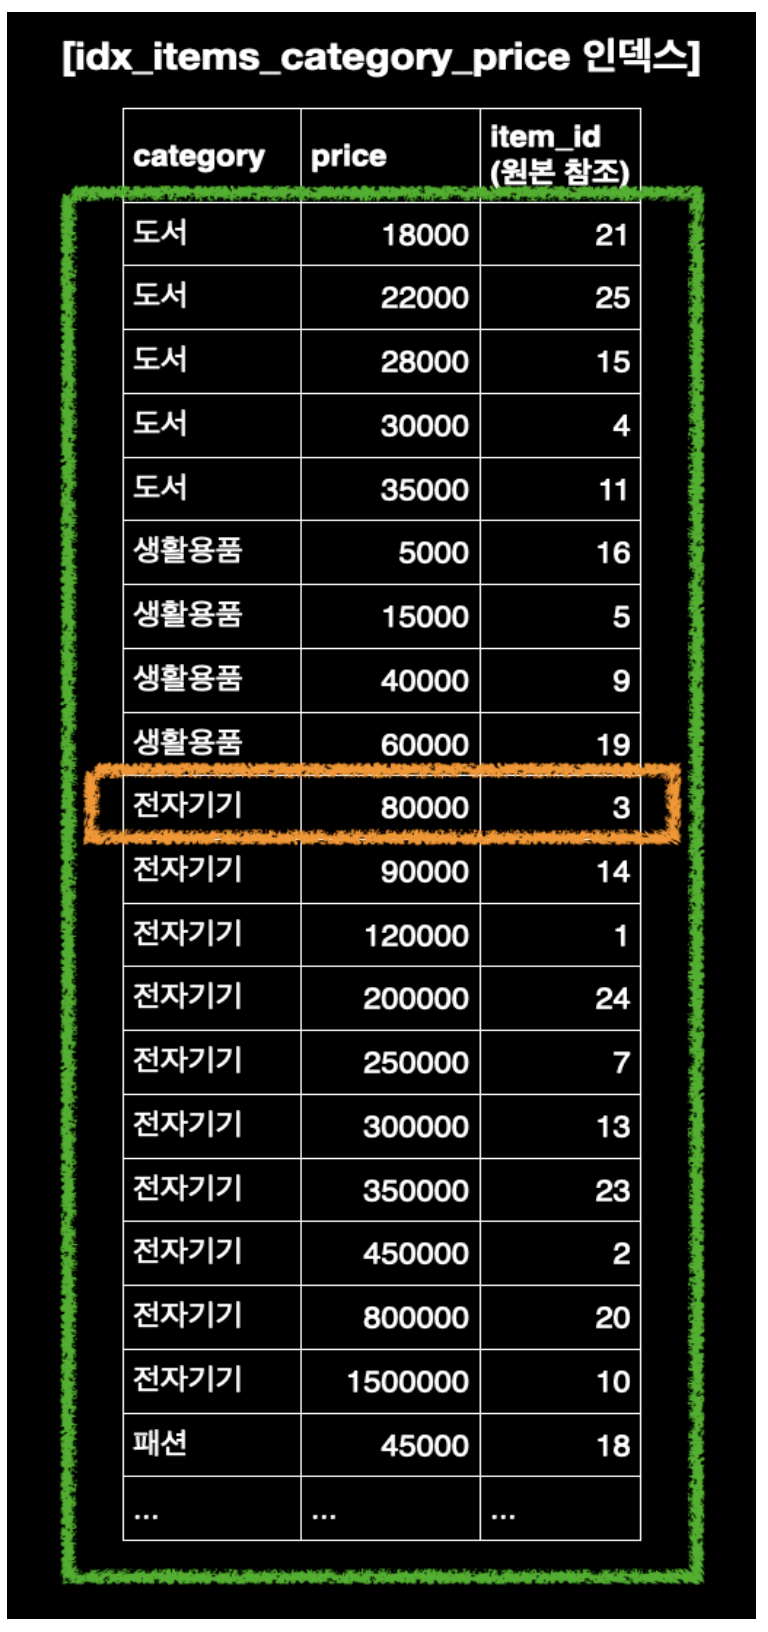 [idx_items_category_price 인덱스]
category price item_id
(원본 참조)
도서 18000 21
도서 22000 25
도서 28000 15
도서 30000 4
도서 35000 11
생활용품 5000 16
생활용품 15000 5
생활용품 40000 9
생활용품 60000 19
전자기기 80000 3
전자기기 90000 14
전자기기 120000 1
전자기기 200000 24
전자기기 250000 7
전자기기 300000 13
전자기기 350000 23
전자기기 450000 2
전자기기 800000 20
전자기기 1500000 10
패션 45000 18
... ... ...